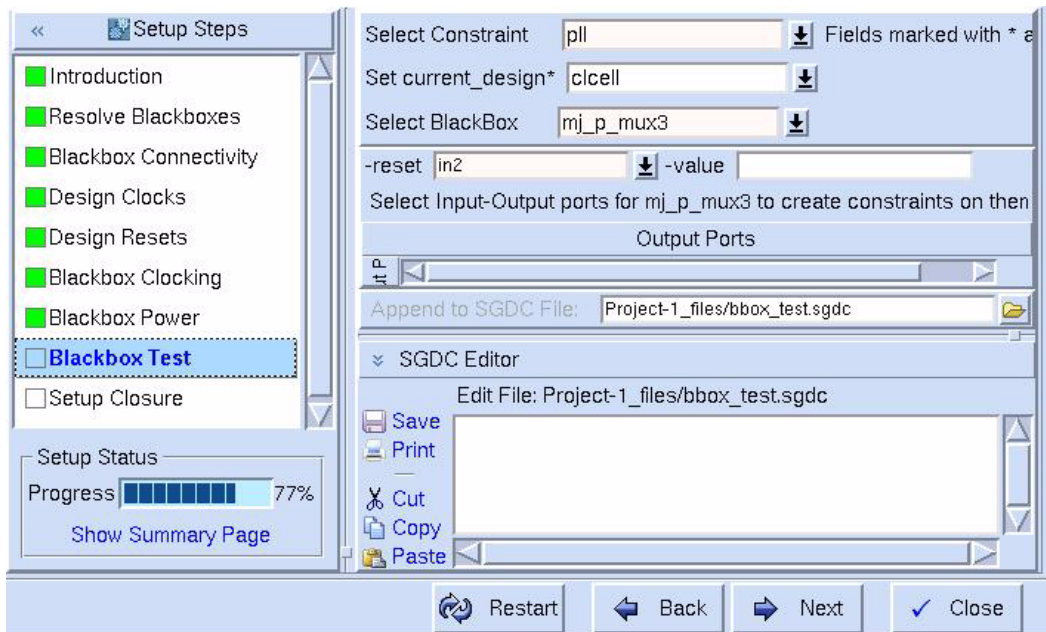 Setup Steps
Introduction
Resolve Blackboxes
Blackbox Connectivity
Design Clocks
Design Resets
Blackbox Clocking
Blackbox Power
Blackbox Test
Setup Closure
Setup Status
Progress 77%
Show Summary Page
Select Constraint pll Fields marked with * a
Set current_design* clcell
Select BlackBox mj_p_mux3
-reset in2 -value
Select Input-Output ports for mj_p_mux3 to create constraints on then
Output Ports
ut P
Append to SGDC File: Project-1_files/bbox_test.sgdc
SGDC Editor
Edit File: Project-1_files/bbox_test.sgdc
Save
Print
Cut
Copy
Paste
Restart Back Next Close